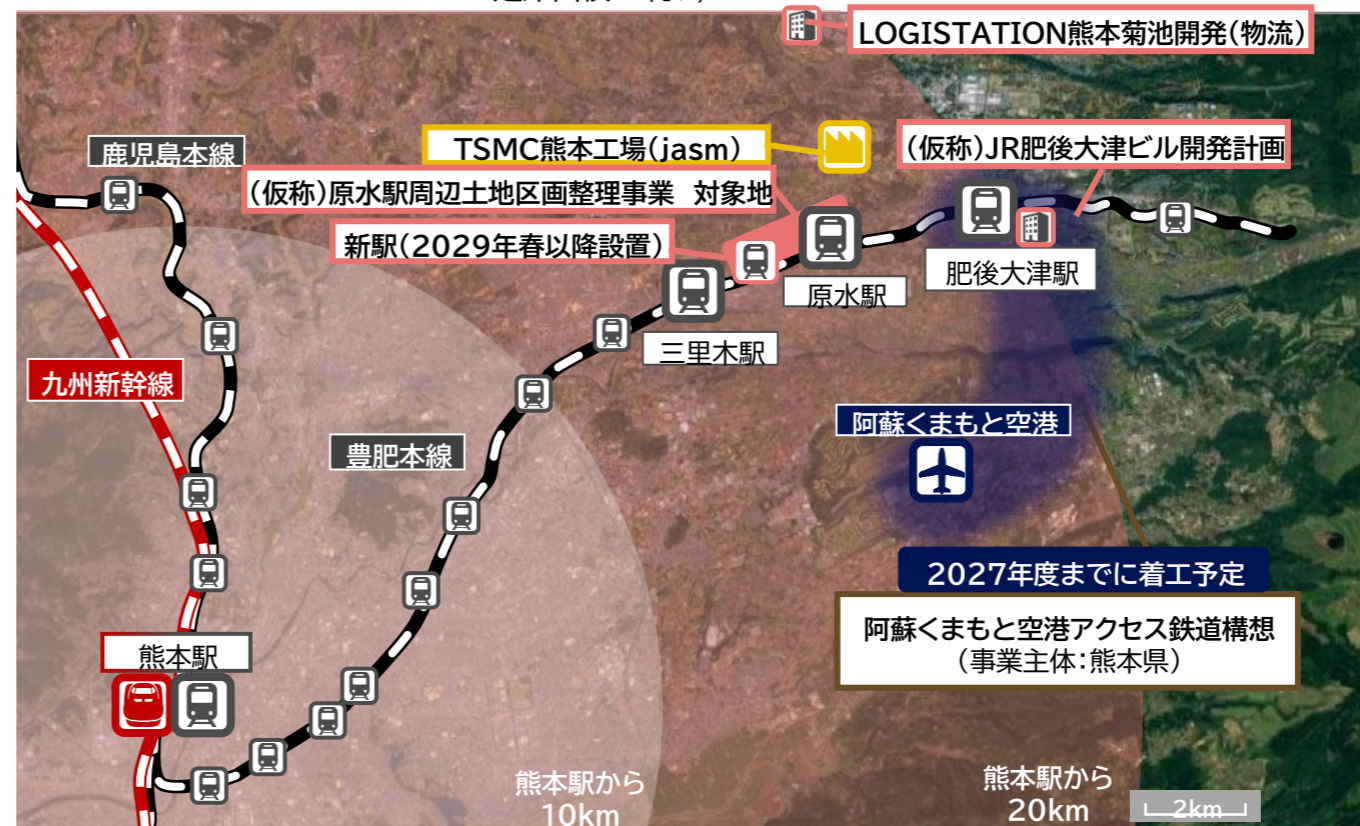 LOGISTATION熊本菊池開発(物流)
鹿児島本線
TSMC熊本工場(jasm)
(仮称)JR肥後大津ビル開発計画
(仮称)原水駅周辺土地区画整理事業 対象地
新駅(2029年春以降設置)
肥後大津駅
原水駅
三里木駅
九州新幹線
阿蘇くまもと空港
豊肥本線
2027年度までに着工予定
阿蘇くまもと空港アクセス鉄道構想
(事業主体:熊本県)
熊本駅
熊本駅から
10km
熊本駅から
20km
2km